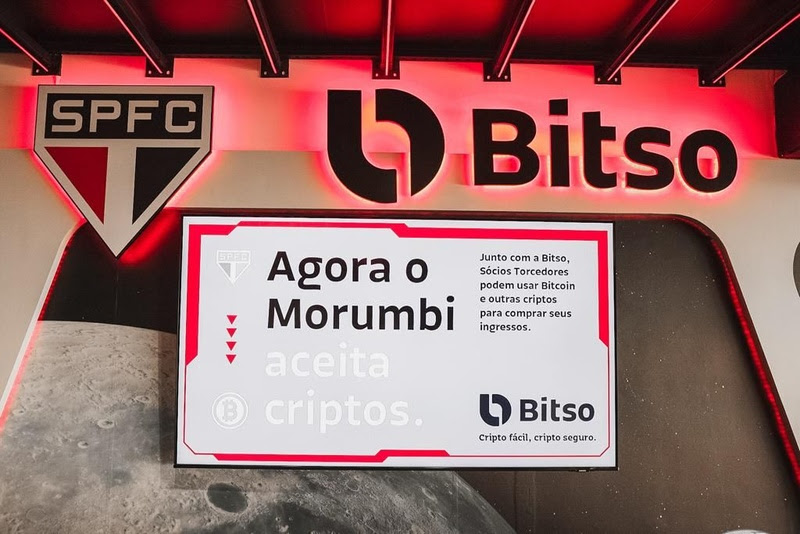 SPFC
Bitso
SPFC
Agora o
Morumbi
aceita
criptos.
Junto com a Bitso,
Sócios Torcedores
podem usar Bitcoin
e outras criptos
para comprar seus
ingressos.
Bitso
Cripto fácil, cripto seguro.